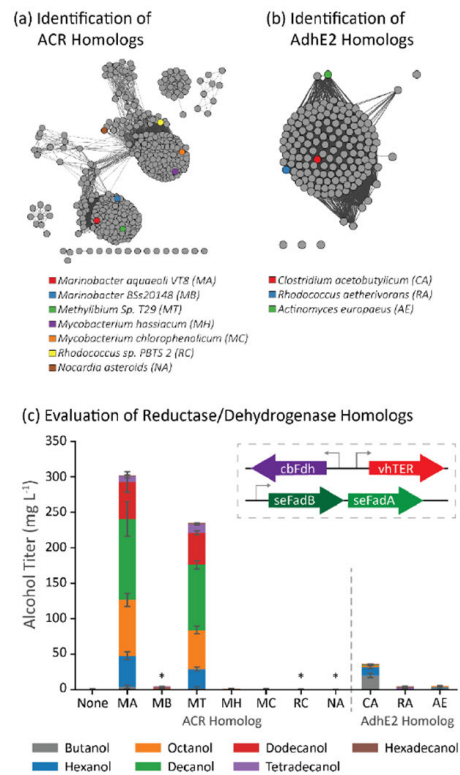 (a) Identification of
ACR Homologs
(b) Identification of
AdhE2 Homologs
Marinobacter aquaeoli VT8 (MA)
Marinobacter BSs20148 (MB)
Methylibium Sp. T29 (MT)
Mycobacterium hassiacum (MH)
Mycobacterium chlorophenolicum (MC)
Rhodococcus sp. PBTS 2 (RC)
Nocardia asteroids (NA)
Clostridium acetobutylicum (CA)
Rhodococcus aetherivorans (RA)
Actinomyces europaeus (AE)
(c) Evaluation of Reductase/Dehydrogenase Homologs
Alcohol Titer (mg L-1)
350
300
250
200
150
100
50
0
cbFdh
vhTER
seFadB
seFadA
* * *
None MA MB MT MH MC RC NA CA RA AE
ACR Homolog
AdhE2 Homolog
Butanol Octanol Dodecanol Hexadecanol
Hexanol Decanol Tetradecanol